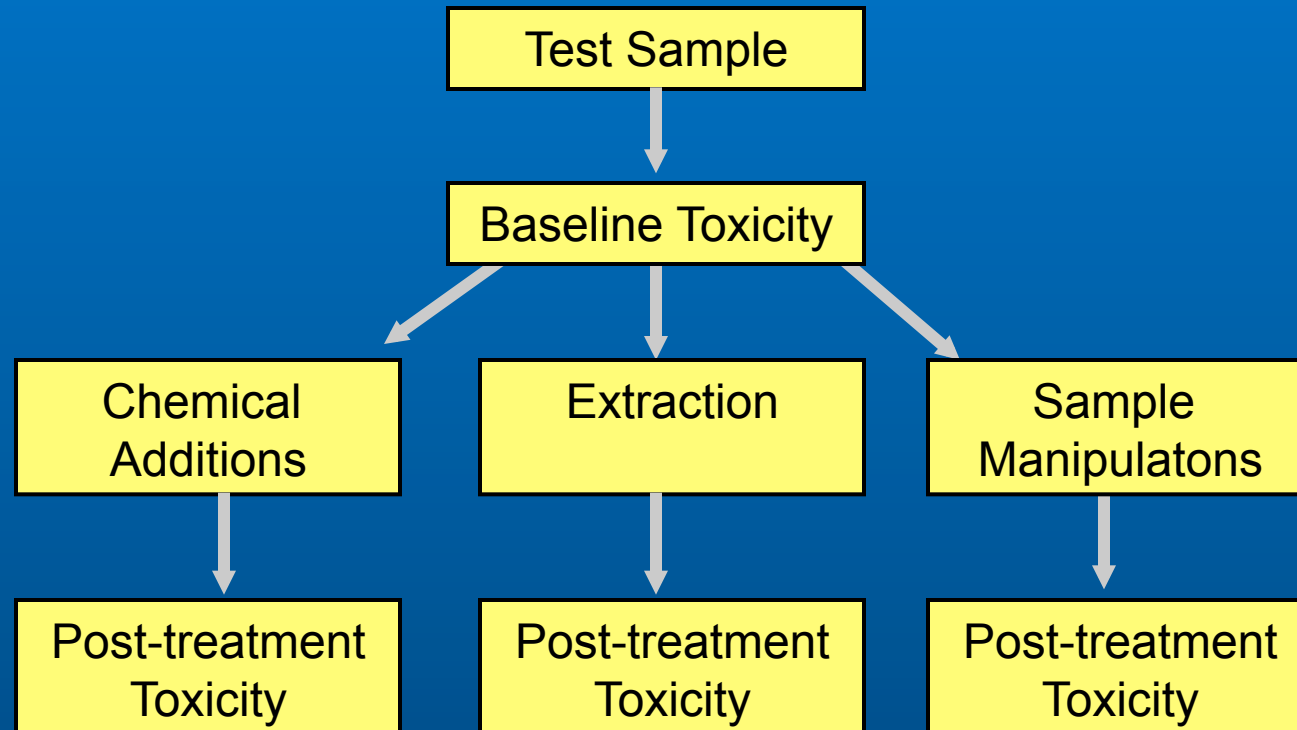 Test Sample
Baseline Toxicity
Chemical
Additions
Extraction
Sample
Manipulatons
Post-treatment
Toxicity
Post-treatment
Toxicity
Post-treatment
Toxicity